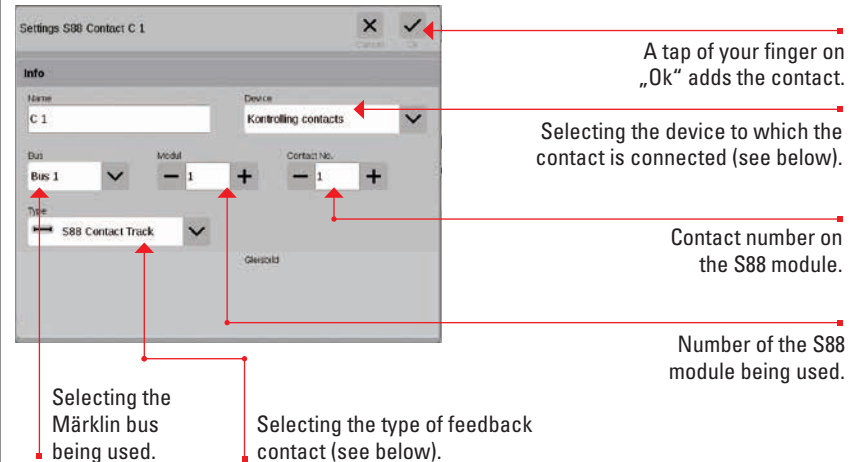 Settings S88 Contact C 1
Cancel
Ok
A tap of your finger on
„Ok“ adds the contact.
Info
Name
Device
C 1
Kontrolling contacts
Selecting the device to which the
contact is connected (see below).
Bus
Modul
Contact No.
Bus 1
1
1
Type
S88 Contact Track
Contact number on
the S88 module.
Gleisbild
Number of the S88
module being used.
Selecting the
Märklin bus
being used.
Selecting the type of feedback
contact (see below).